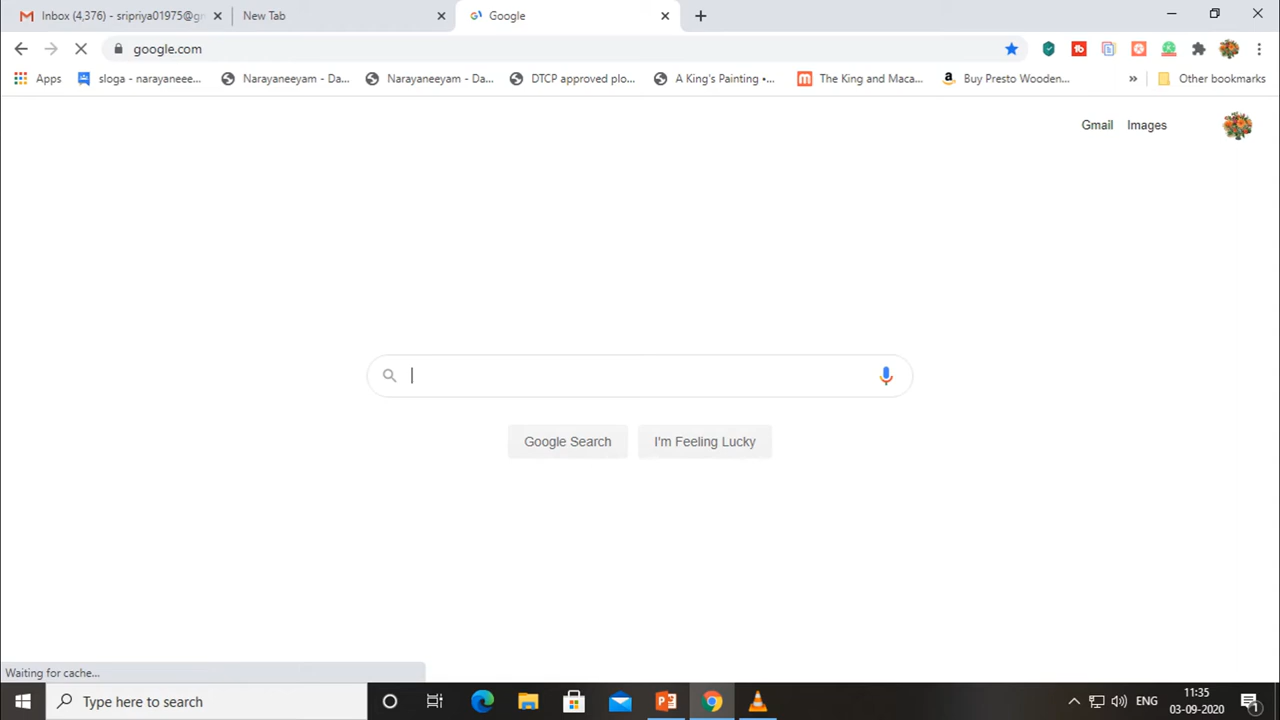 Inbox (4,376) - sripriya01975@gr
New Tab
Google
google.com
Apps
sloga - narayaneee...
Narayaneeyam - Da...
Narayaneeyam - Da...
DTCP approved plo...
A King's Painting •...
The King and Maca...
Buy Presto Wooden...
»
Other bookmarks
Gmail
Images
Google Search
I'm Feeling Lucky
Waiting for cache...
Type here to search
ENG
11:35
03-09-2020
1